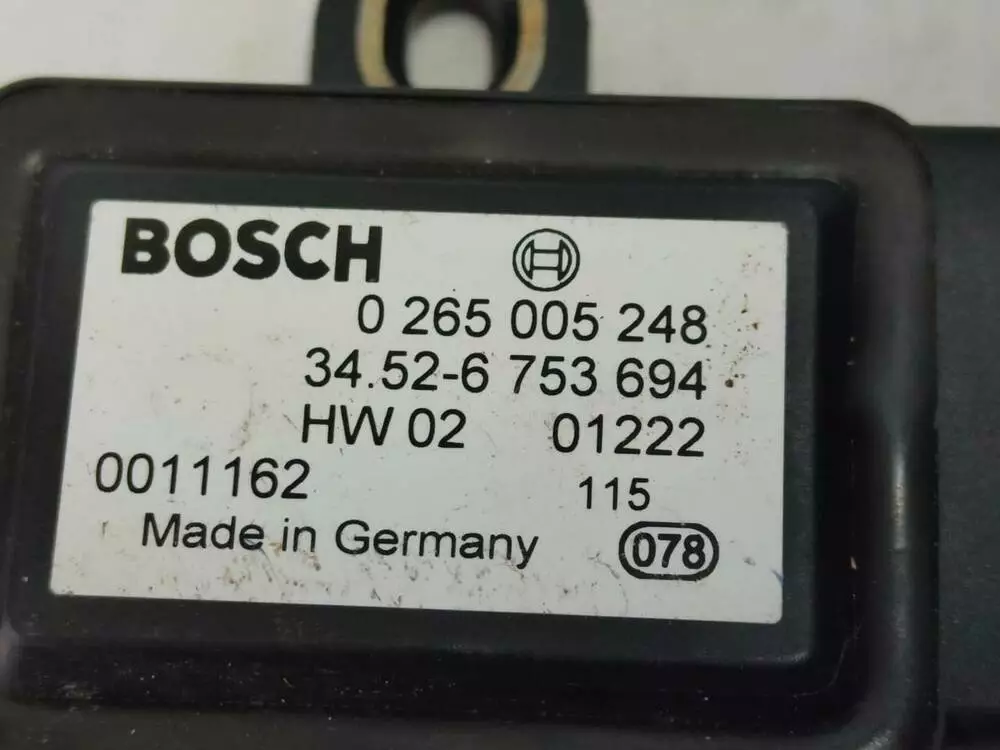 BOSCH
0 265 005 248
34.52-6 753 694
HW 02 01222
0011162 115
Made in Germany 078